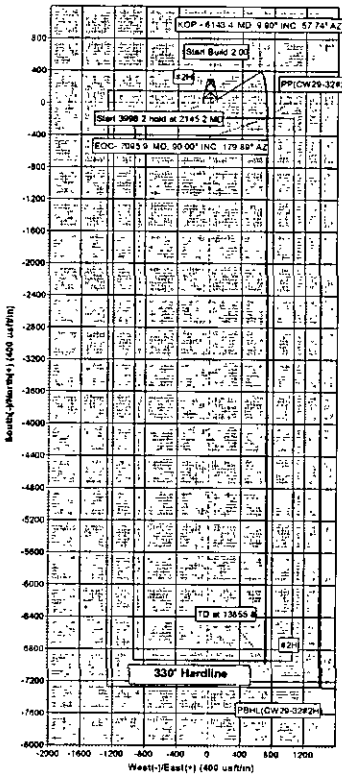 KOP - 6143.4 MD, 9.90° INC, 57.74° AZ
Start Build 2.00
#2H
PP(CW29-32#2
Start 3998.2 hold at 2145.2 MD
EOC- 7095.9 MD, 90.00° INC, 179.89° AZ
800
400
0
-400
-800
-1200
-1600
-2000
-2400
-2800
-3200
-3600
-4000
-4400
-4800
-5200
-5600
-6000
-6400
-6800
-7200
-7600
-8000
South(-)/North(+) (400 usft/in)
TD at 13855.
#2H
330' Hardline
PBHL(CW29-32#2H)
-2000 -1600 -1200 -800 -400 0 400 800 1200
West(-)/East(+) (400 usft/in)